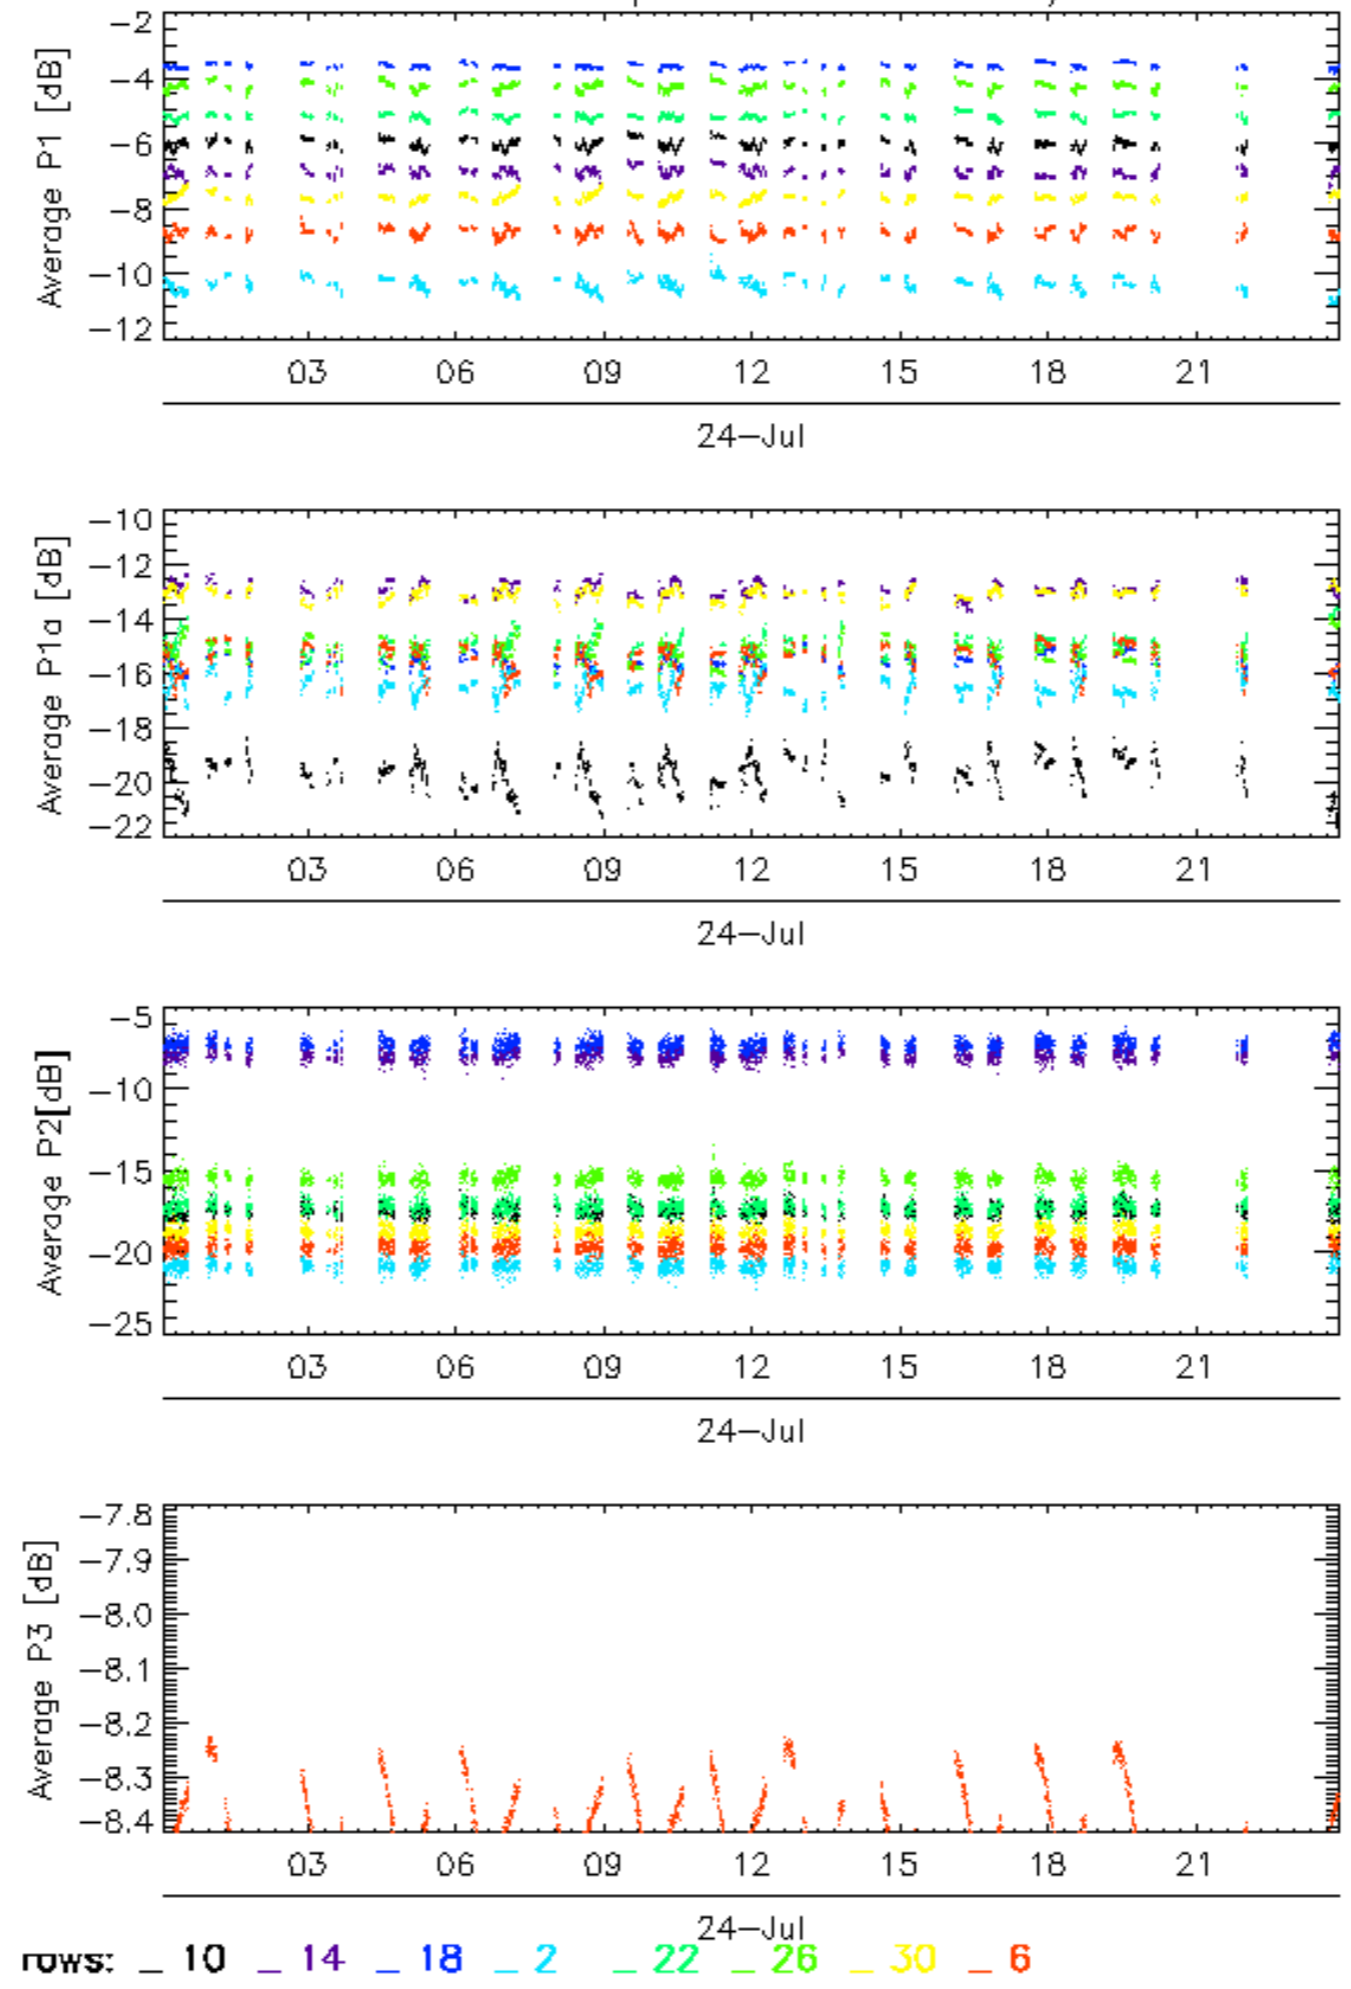 Average P1 [dB]
−2
−4
−6
−8
−10
−12
03 06 09 12 15 18 21
24−Jul
Average P1a [dB]
−10
−12
−14
−16
−18
−20
−22
03 06 09 12 15 18 21
24−Jul
Average P2[dB]
−5
−10
−15
−20
−25
03 06 09 12 15 18 21
24−Jul
Average P3 [dB]
−7.8
−7.9
−8.0
−8.1
−8.2
−8.3
−8.4
03 06 09 12 15 18 21
24−Jul
rows: _ 10 _ 14 _ 18 _ 2 _ 22 _ 26 _ 30 _ 6